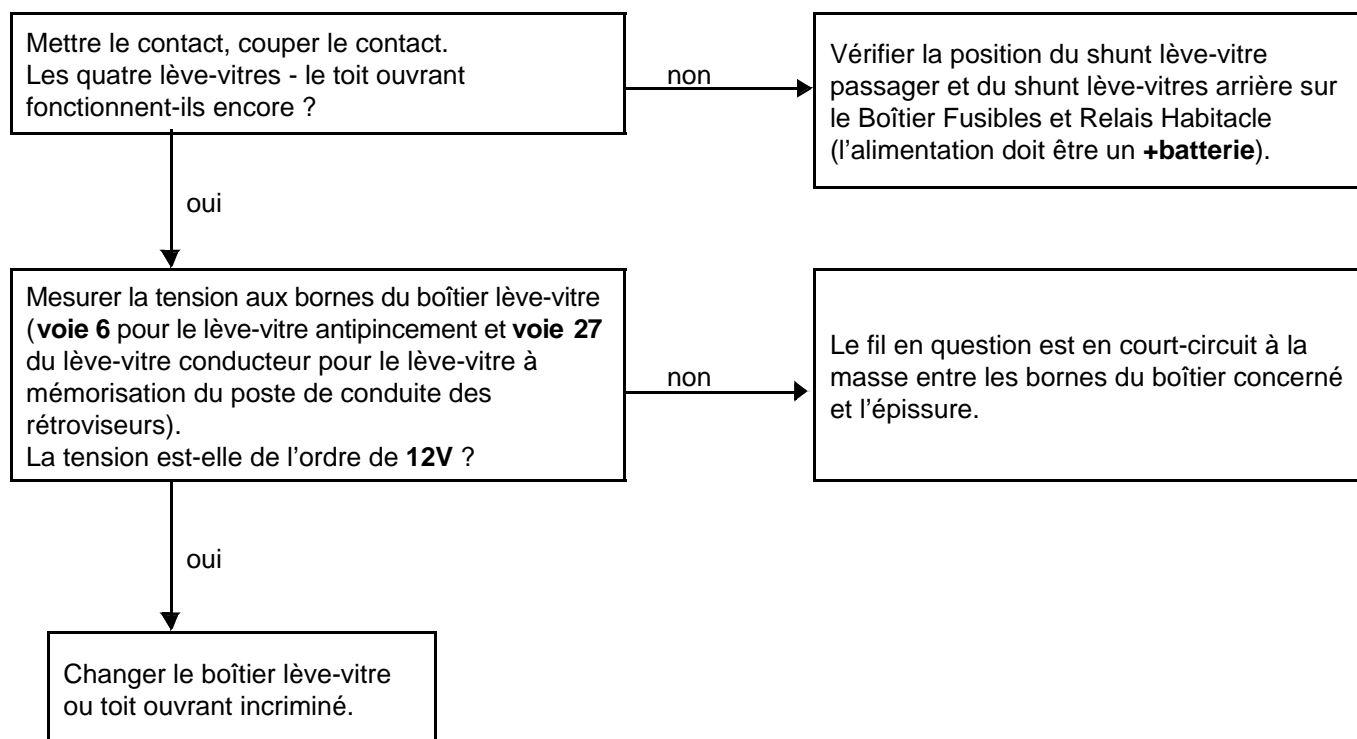 Mettre le contact, couper le contact.
Les quatre lève-vitres - le toit ouvrant
fonctionnent-ils encore ?
non
Vérifier la position du shunt lève-vitre
passager et du shunt lève-vitres arrière sur
le Boîtier Fusibles et Relais Habitacle
(l'alimentation doit être un +batterie).
oui
Mesurer la tension aux bornes du boîtier lève-vitre
(voie 6 pour le lève-vitre antipincement et voie 27
du lève-vitre conducteur pour le lève-vitre à
mémorisation du poste de conduite des
rétroviseurs).
La tension est-elle de l'ordre de 12V ?
non
Le fil en question est en court-circuit à la
masse entre les bornes du boîtier concerné
et l'épissure.
oui
Changer le boîtier lève-vitre
ou toit ouvrant incriminé.